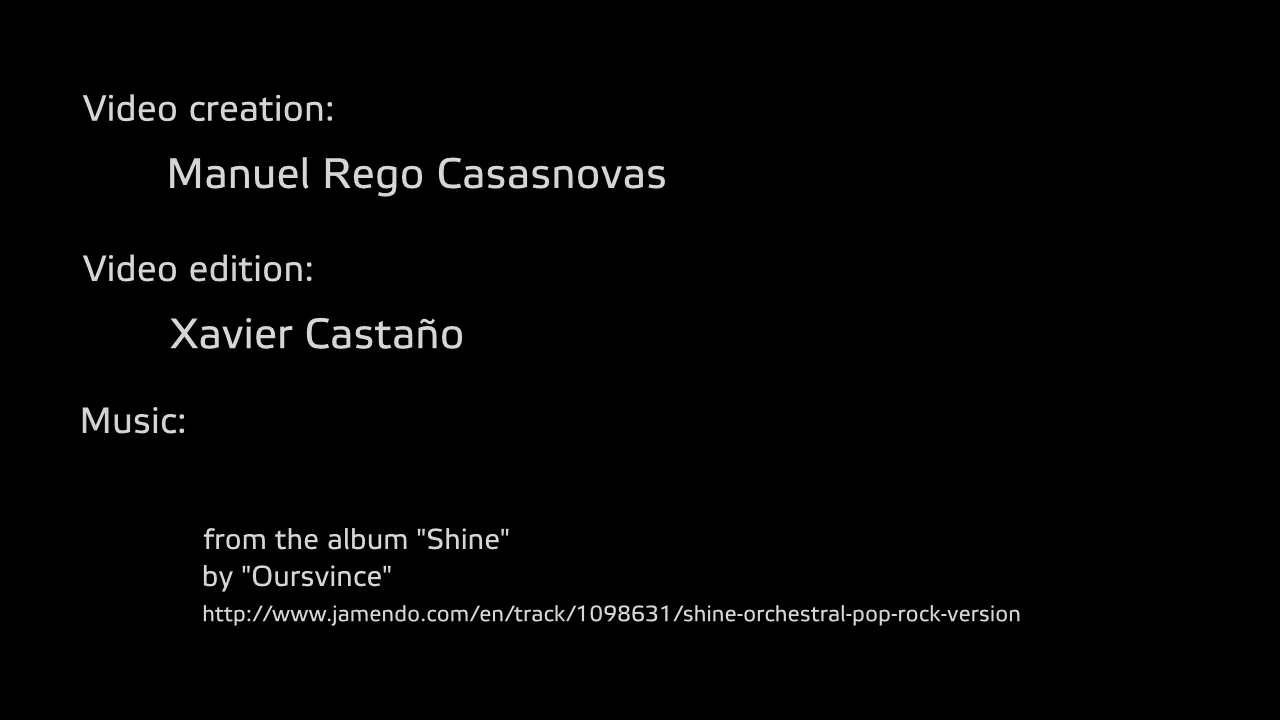 Video creation:
Manuel Rego Casasnovas
Video edition:
Xavier Castaño
Music:
from the album "Shine"
by "Oursvince"
http://www.jamendo.com/en/track/1098631/shine-orchestral-pop-rock-version